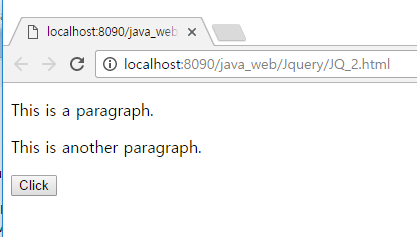 localhost:8090/java_web
localhost:8090/java_web/Jquery/JQ_2.html
This is a paragraph.
This is another paragraph.
Click